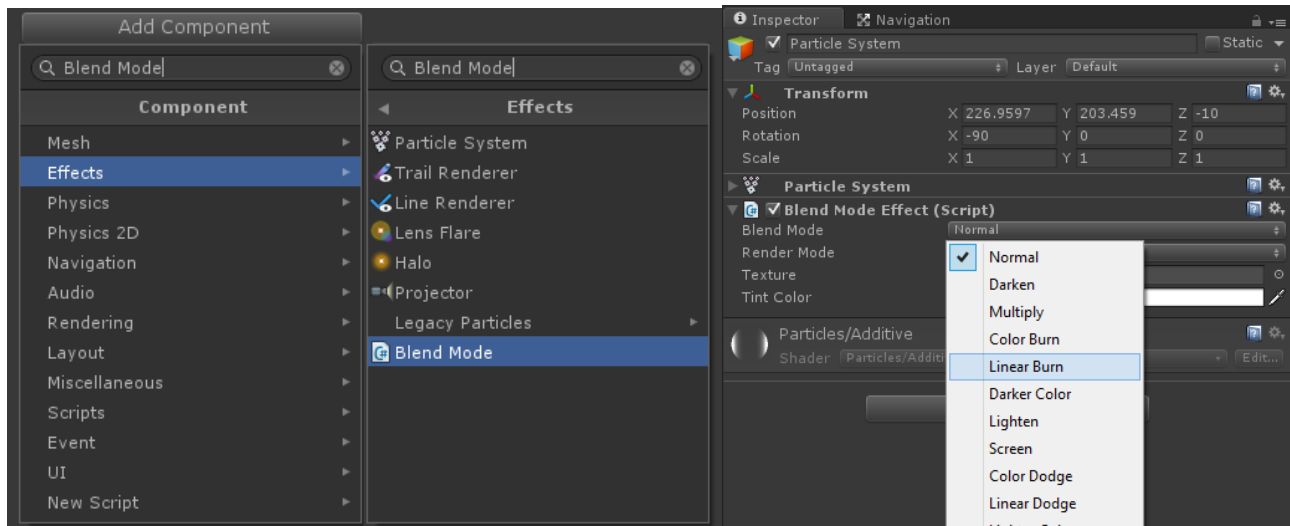 Add Component
Blend Mode
Component
Mesh
Effects
Physics
Physics 2D
Navigation
Audio
Rendering
Layout
Miscellaneous
Scripts
Event
UI
New Script
Blend Mode
Effects
Particle System
Trail Renderer
Line Renderer
Lens Flare
Halo
Projector
Legacy Particles
Blend Mode
Inspector Navigation
Particle System Static
Tag Untagged Layer Default
Transform
Position X 226.9597 Y 203.459 Z -10
Rotation X -90 Y 0 Z 0
Scale X 1 Y 1 Z 1
Particle System
Blend Mode Effect (Script)
Blend Mode Normal
Render Mode
Texture
Tint Color
Particles/Additive
Shader Particles/Additi Edit...
Normal
Darken
Multiply
Color Burn
Linear Burn
Darker Color
Lighten
Screen
Color Dodge
Linear Dodge